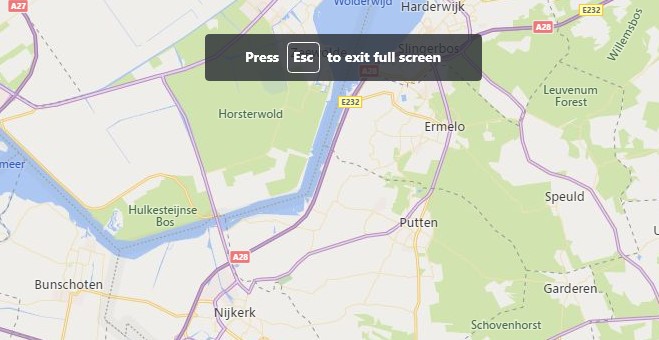 A27
Wolderwijd
Harderwijk
E232
A28
Slingerbos
Willemsbos
Press Esc to exit full screen
E232
Leuvenum
Forest
Horsterwold
Ermelo
meer
Speuld
Hulkesteijnse
Bos
Putten
A28
Bunschoten
Garderen
Nijkerk
Schovenhorst